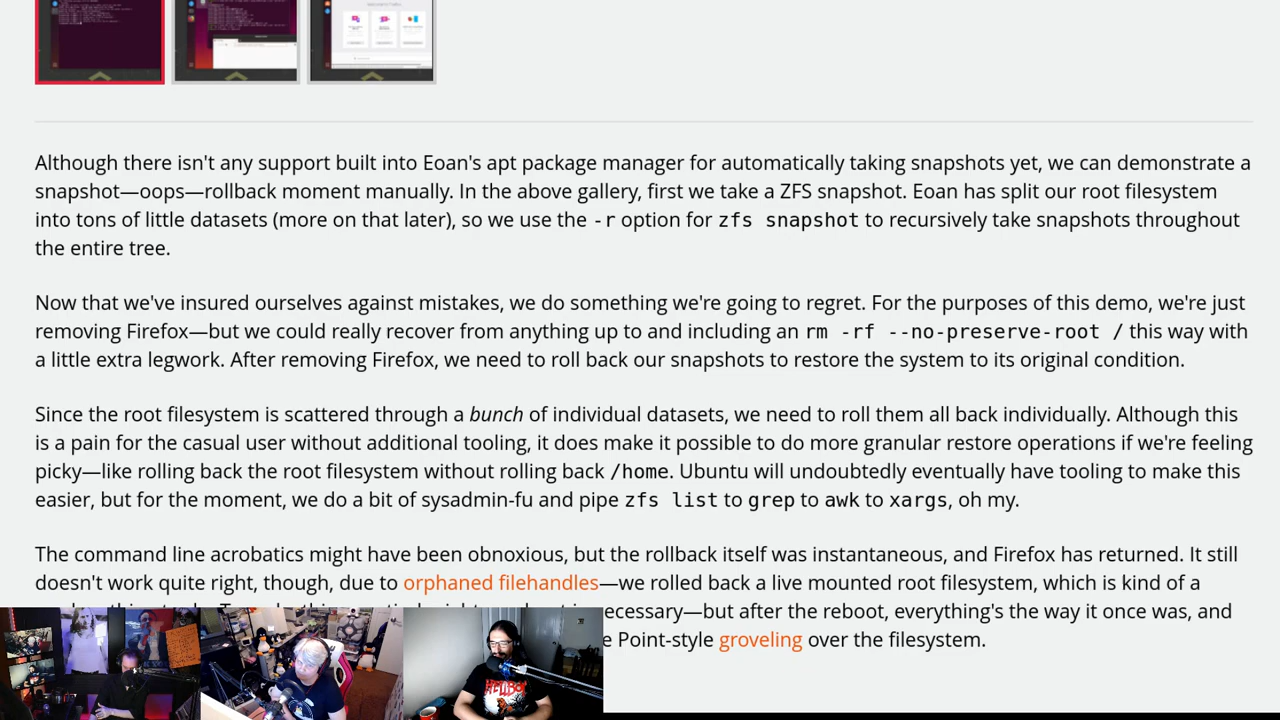 Although there isn't any support built into Eoan's apt package manager for automatically taking snapshots yet, we can demonstrate a
snapshot—oops—rollback moment manually. In the above gallery, first we take a ZFS snapshot. Eoan has split our root filesystem
into tons of little datasets (more on that later), so we use the -r option for zfs snapshot to recursively take snapshots throughout
the entire tree.
Now that we've insured ourselves against mistakes, we do something we're going to regret. For the purposes of this demo, we're just
removing Firefox—but we could really recover from anything up to and including an rm -rf --no-preserve-root / this way with
a little extra legwork. After removing Firefox, we need to roll back our snapshots to restore the system to its original condition.
Since the root filesystem is scattered through a bunch of individual datasets, we need to roll them all back individually. Although this
is a pain for the casual user without additional tooling, it does make it possible to do more granular restore operations if we're feeling
picky—like rolling back the root filesystem without rolling back /home. Ubuntu will undoubtedly eventually have tooling to make this
easier, but for the moment, we do a bit of sysadmin-fu and pipe zfs list to grep to awk to xargs, oh my.
The command line acrobatics might have been obnoxious, but the rollback itself was instantaneous, and Firefox has returned. It still
doesn't work quite right, though, due to orphaned filehandles—we rolled back a live mounted root filesystem, which is kind of a
ecessary—but after the reboot, everything's the way it once was, and
e Point-style groveling over the filesystem.
HELLBOY